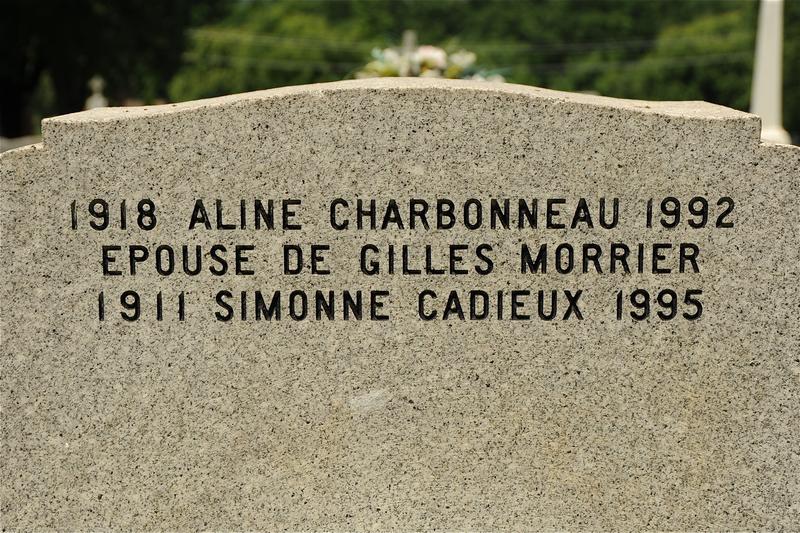 1918 ALINE CHARBONNEAU 1992
EPOUSE DE GILLES MORRIER
1911 SIMONNE CADIEUX 1995